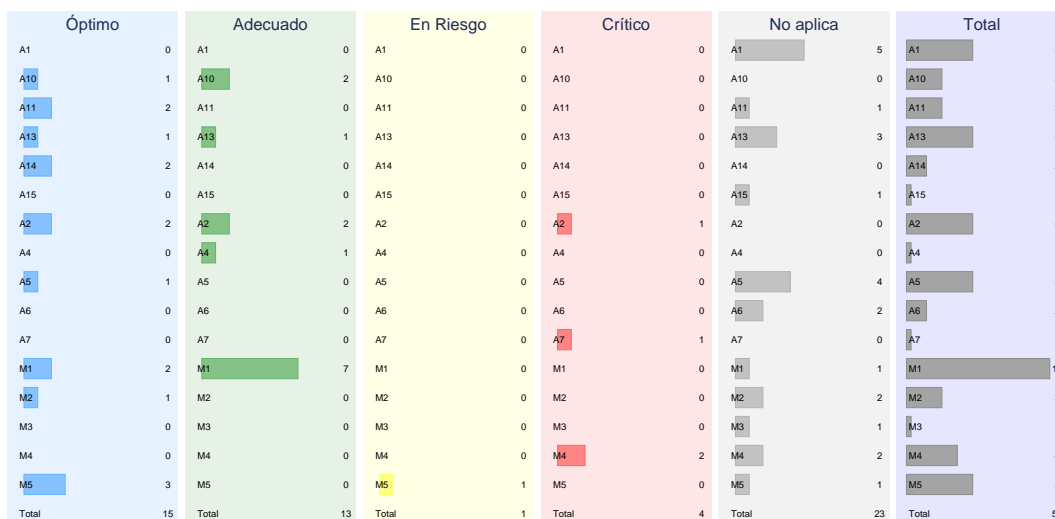 Óptimo Adecuado En Riesgo Crítico No aplica Total
A1 0 A1 0 A1 0 A1 0 A1 5 A1
A10 1 A10 2 A10 0 A10 0 A10 0 A10
A11 2 A11 0 A11 0 A11 0 A11 1 A11
A13 1 A13 1 A13 0 A13 0 A13 3 A13
A14 2 A14 0 A14 0 A14 0 A14 0 A14
A15 0 A15 0 A15 0 A15 0 A15 1 A15
A2 2 A2 2 A2 0 A2 1 A2 0 A2
A4 0 A4 1 A4 0 A4 0 A4 0 A4
A5 1 A5 0 A5 0 A5 0 A5 4 A5
A6 0 A6 0 A6 0 A6 0 A6 2 A6
A7 0 A7 0 A7 0 A7 1 A7 0 A7
M1 2 M1 7 M1 0 M1 0 M1 1 M1
M2 1 M2 0 M2 0 M2 0 M2 2 M2
M3 0 M3 0 M3 0 M3 0 M3 1 M3
M4 0 M4 0 M4 0 M4 2 M4 2 M4
M5 3 M5 0 M5 1 M5 0 M5 1 M5
Total 15 Total 13 Total 1 Total 4 Total 23 Total